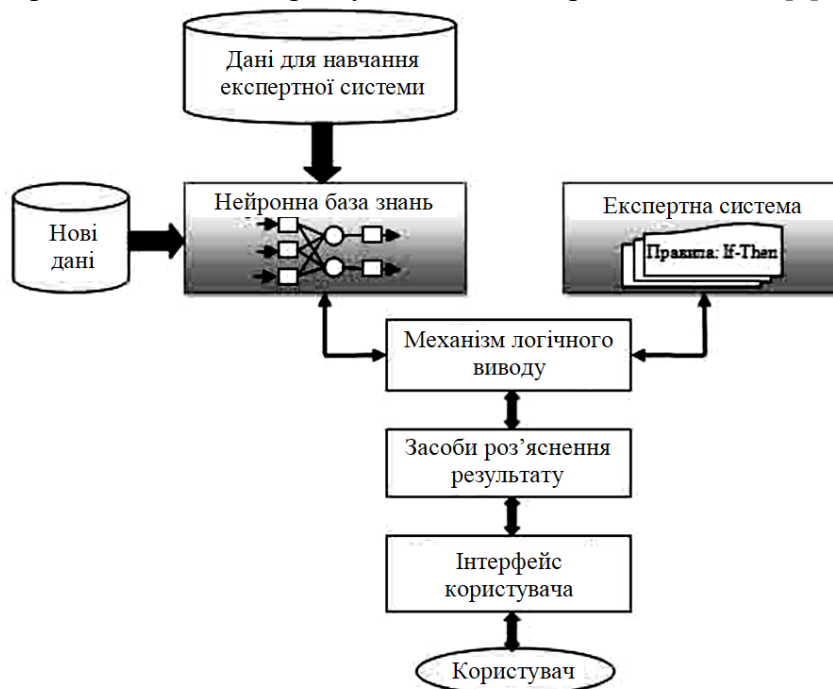 Дані для навчання
експертної системи
Нейронна база знань
Експертна система
Нові
дані
Правила: If-Then
Механізм логічного
виводу
Засоби роз’яснення
результату
Інтерфейс
користувача
Користувач